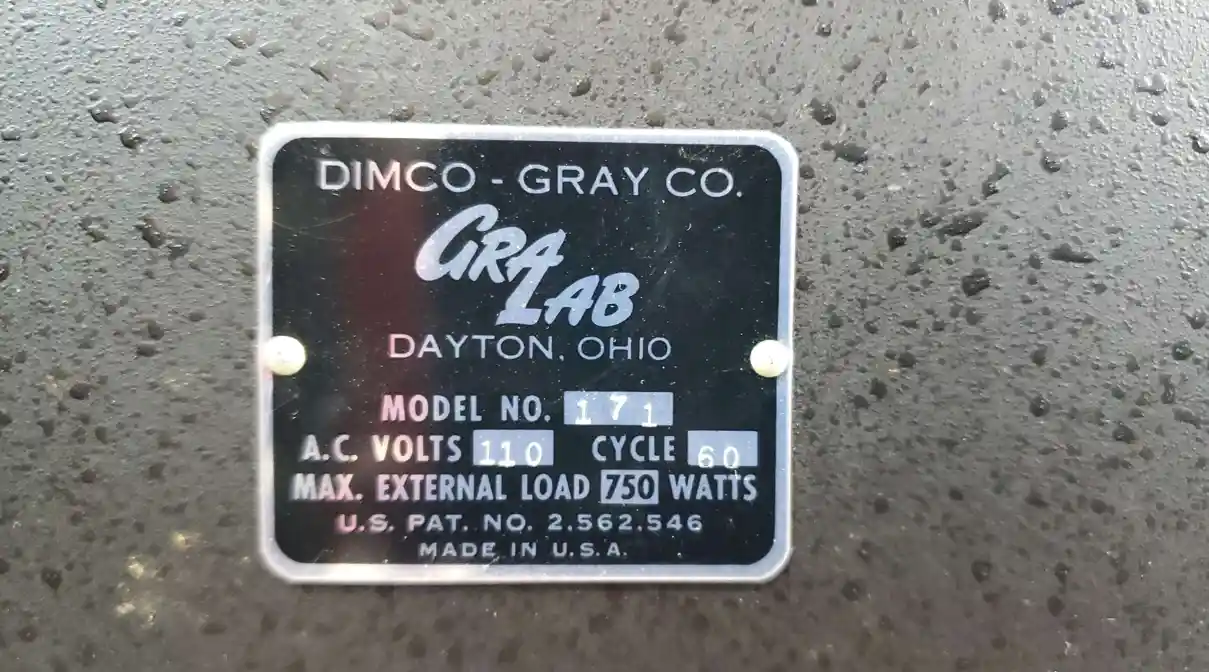 DIMCO - GRAY CO.
GRA
LAB
DAYTON, OHIO
MODEL NO. 171
A.C. VOLTS 110 CYCLE 60
MAX. EXTERNAL LOAD 750 WATTS
U.S. PAT. NO. 2.562.546
MADE IN U.S.A.